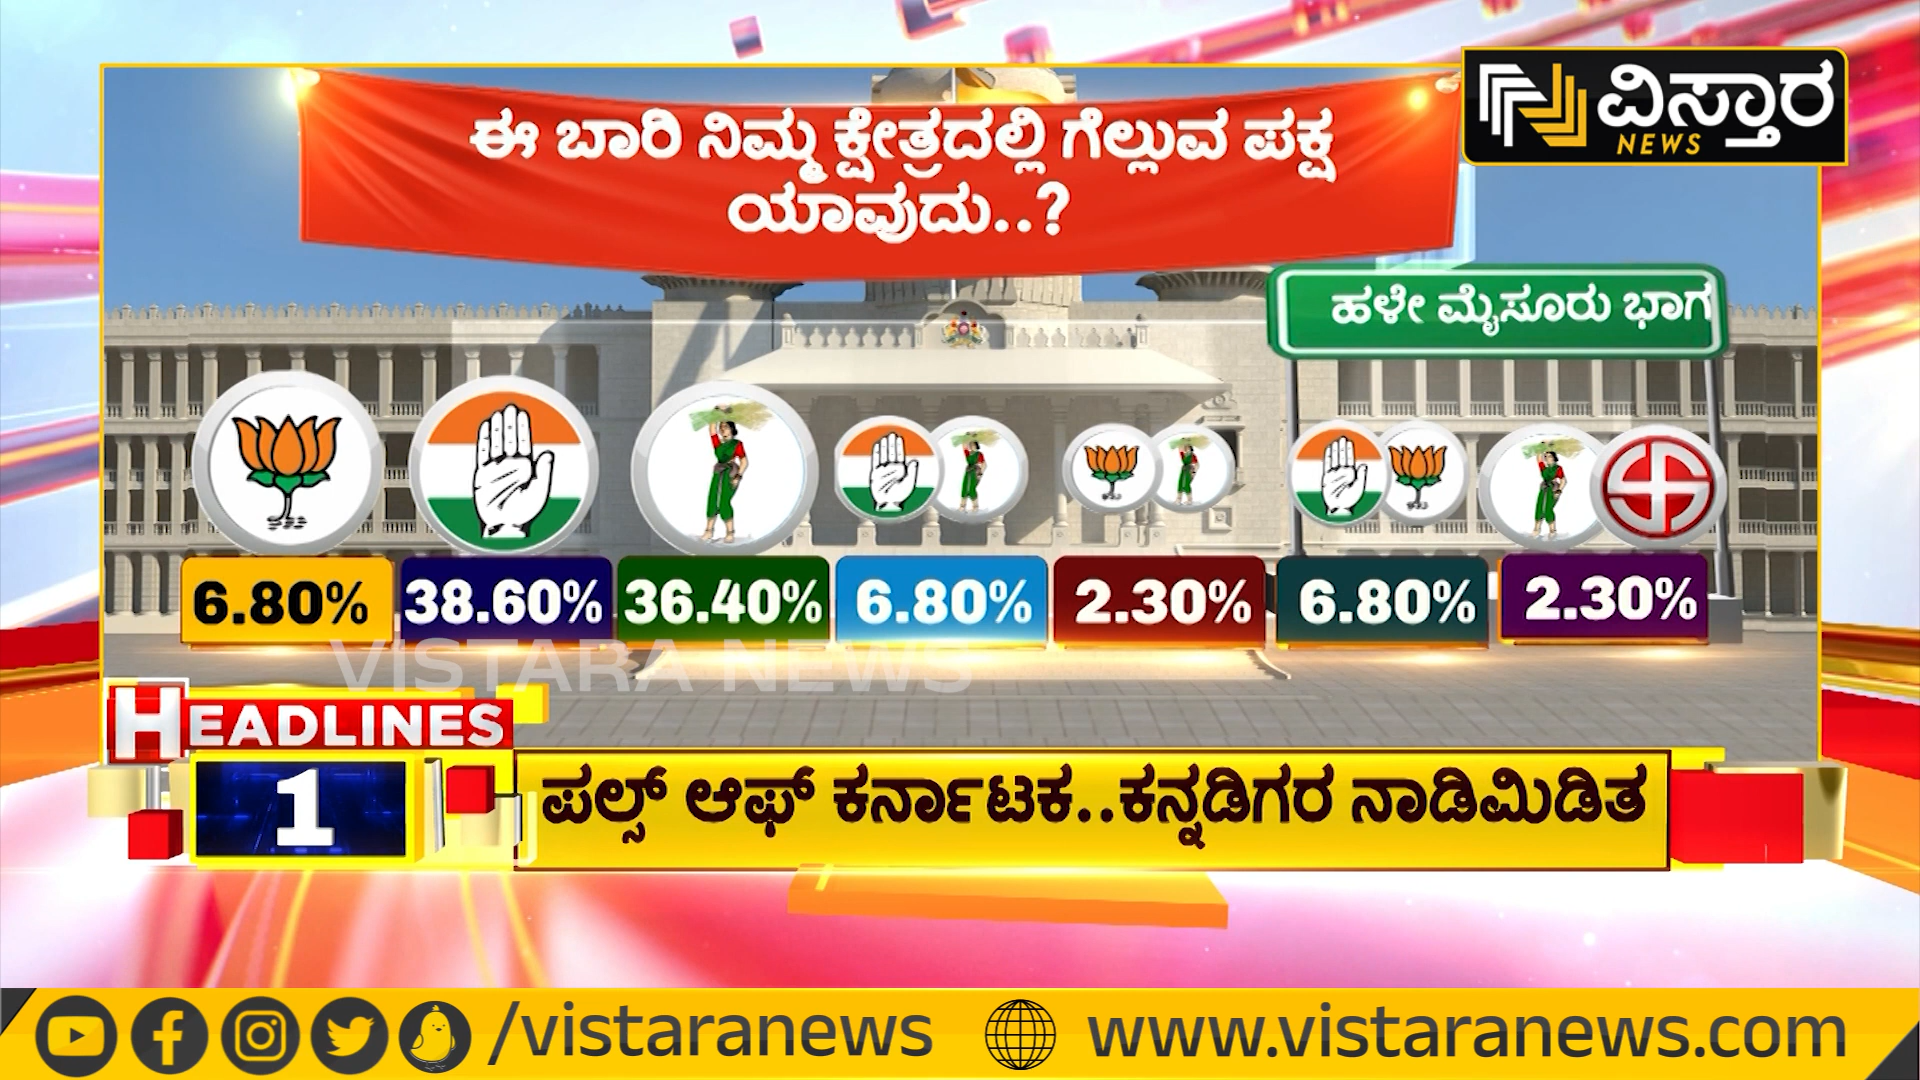 ವಿಸ್ತಾರ
NEWS
ಈ ಬಾರಿ ನಿಮ್ಮ ಕ್ಷೇತ್ರದಲ್ಲಿ ಗೆಲ್ಲುವ ಪಕ್ಷ
ಯಾವುದು..?
ಹಳೇ ಮೈಸೂರು ಭಾಗ
6.80% 38.60% 36.40% 6.80% 2.30% 6.80% 2.30%
VISTARA NEWS
HEADLINES
1 ಪಲ್ಸ್ ಆಫ್ ಕರ್ನಾಟಕ..ಕನ್ನಡಿಗರ ನಾಡಿಮಿಡಿತ
/vistaranews www.vistaranews.com